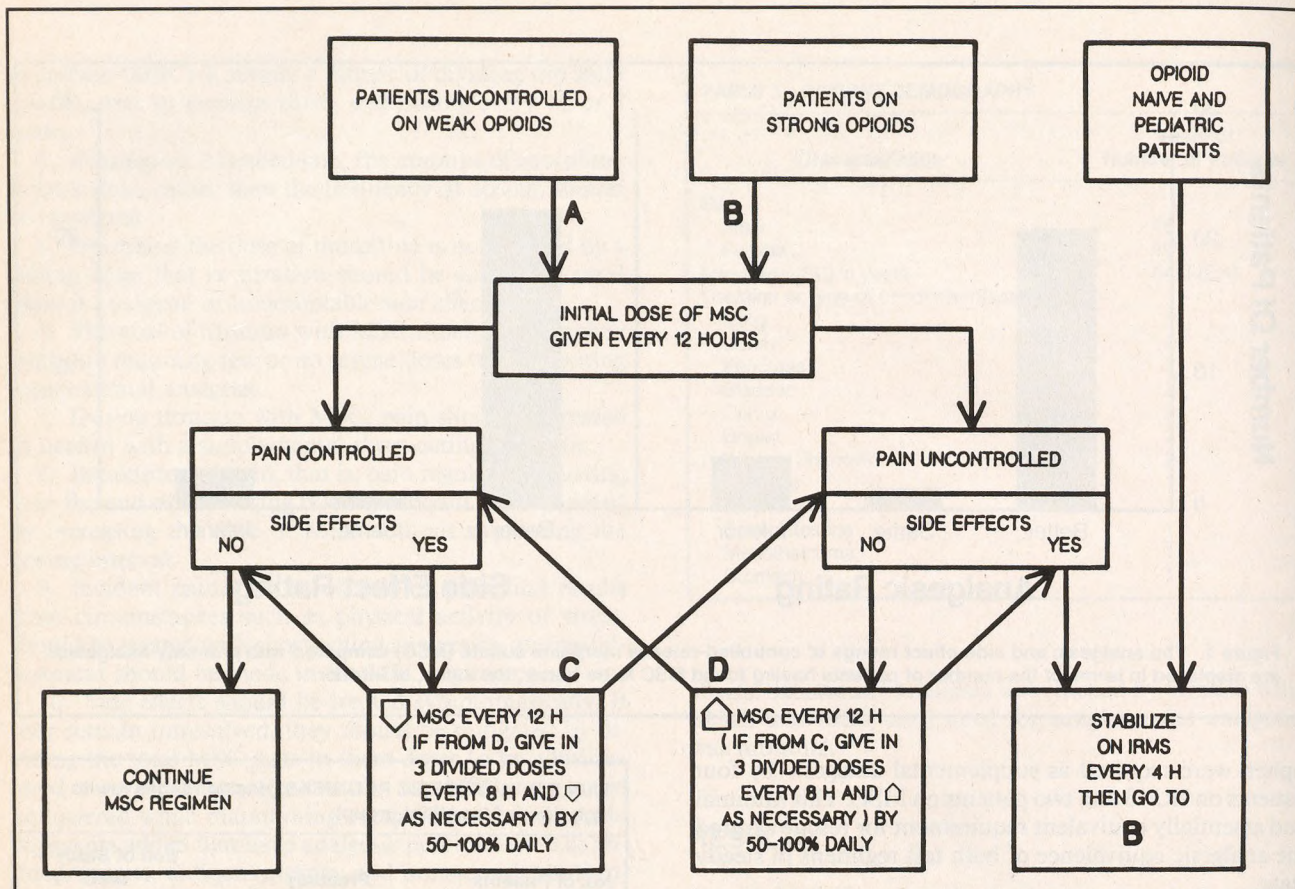 PATIENTS UNCONTROLLED
ON WEAK OPIOIDS
PATIENTS ON
STRONG OPIOIDS
OPIOID
NAIVE AND
PEDIATRIC
PATIENTS
A
B
INITIAL DOSE OF MSC
GIVEN EVERY 12 HOURS
PAIN CONTROLLED
SIDE EFFECTS
NO YES
PAIN UNCONTROLLED
SIDE EFFECTS
NO YES
C
D
CONTINUE
MSC REGIMEN
MSC EVERY 12 H
(IF FROM D, GIVE IN
3 DIVIDED DOSES
EVERY 8 H AND
AS NECESSARY) BY
50-100% DAILY
MSC EVERY 12 H
(IF FROM C, GIVE IN
3 DIVIDED DOSES
EVERY 8 H AND
AS NECESSARY) BY
50-100% DAILY
STABILIZE
ON IRMS
EVERY 4 H
THEN GO TO
B